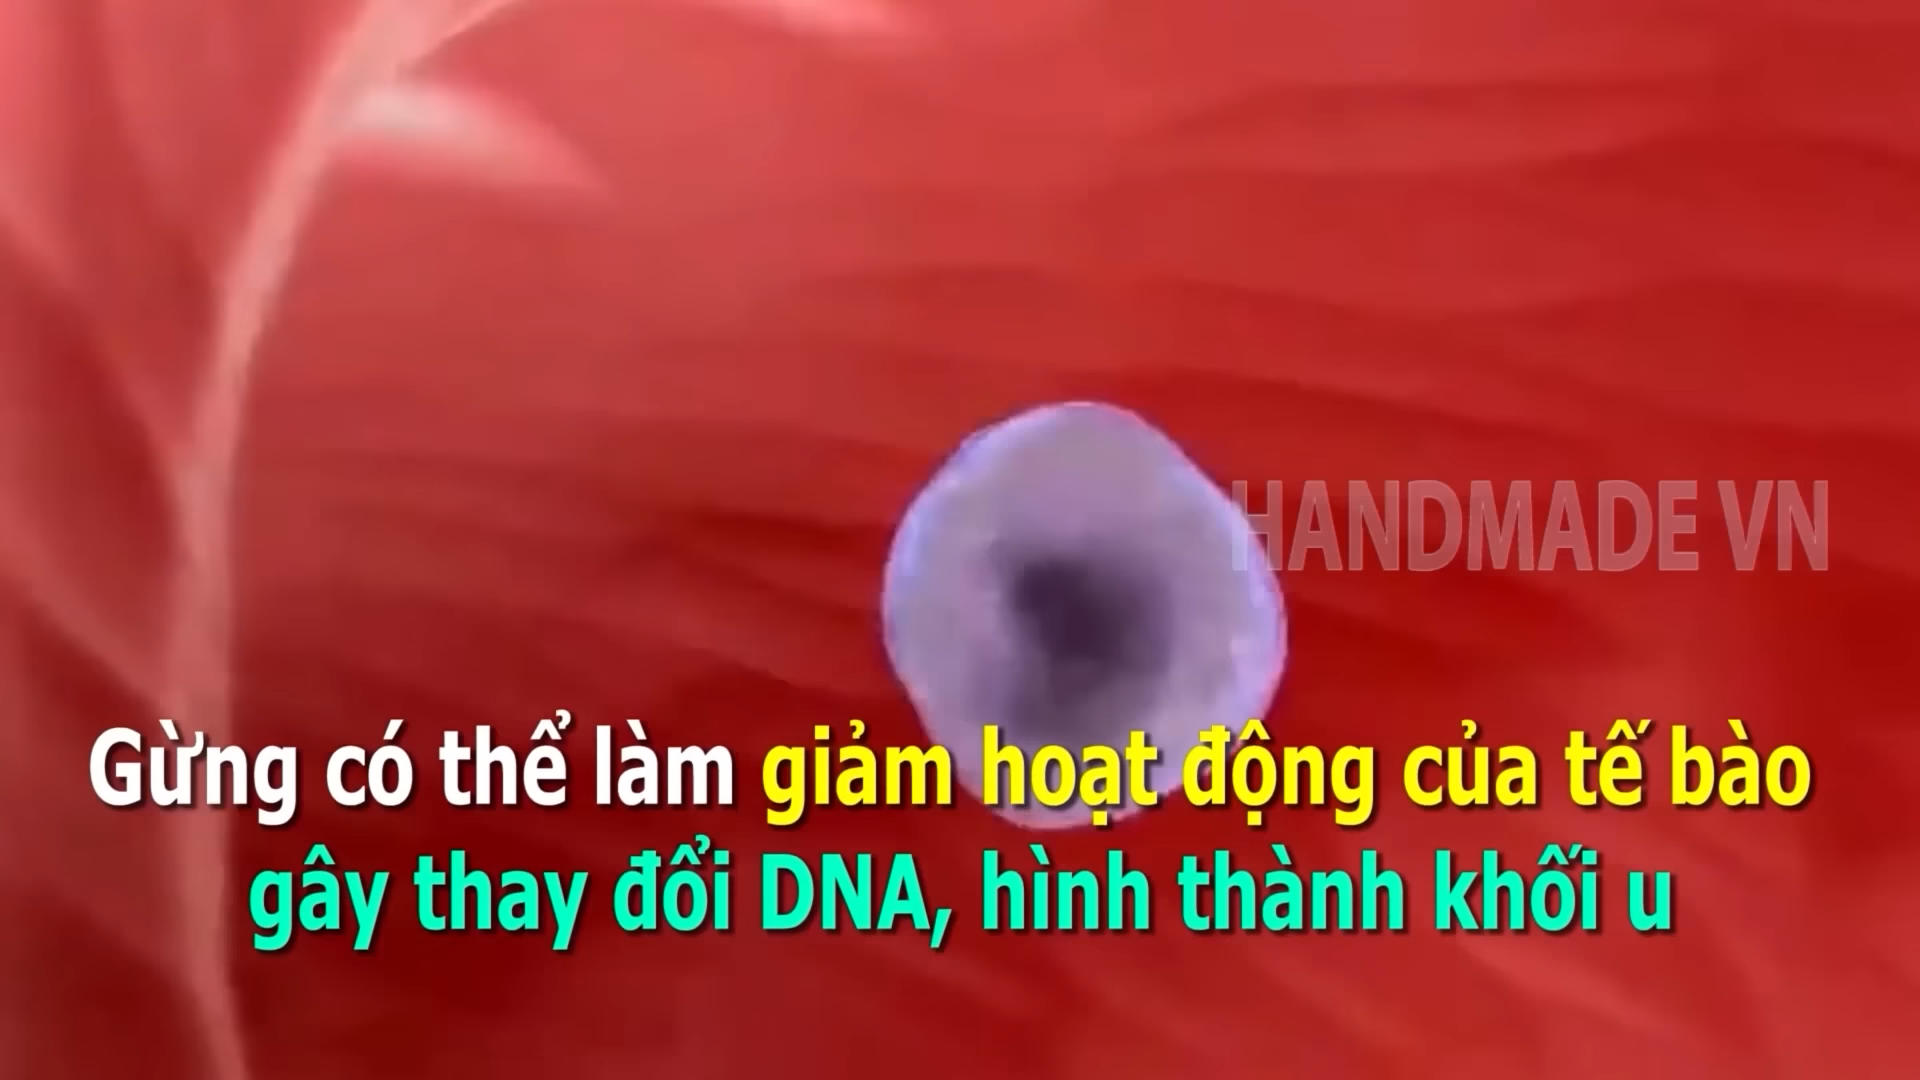 HANDMADE VN
Gừng có thể làm giảm hoạt động của tế bào
gây thay đổi DNA, hình thành khối u